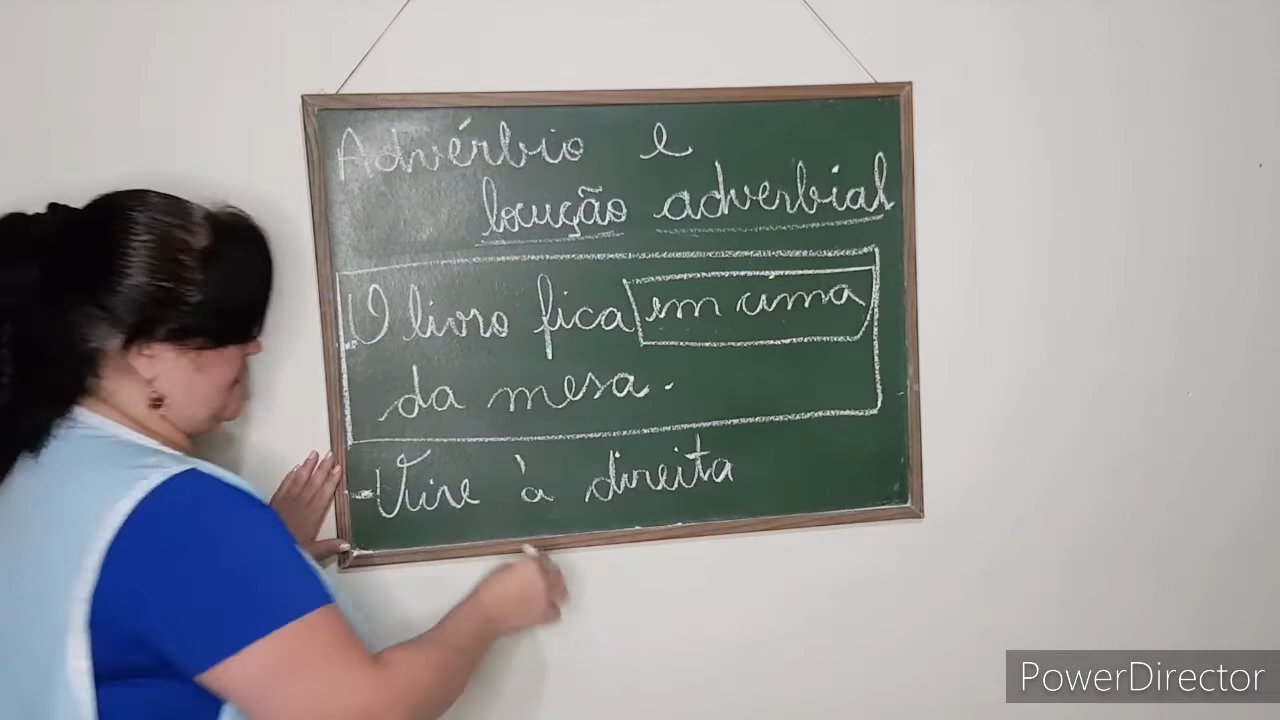 Advérbio e
locução adverbial
O livro fica em cima
da mesa.
-Vire à direita
PowerDirector